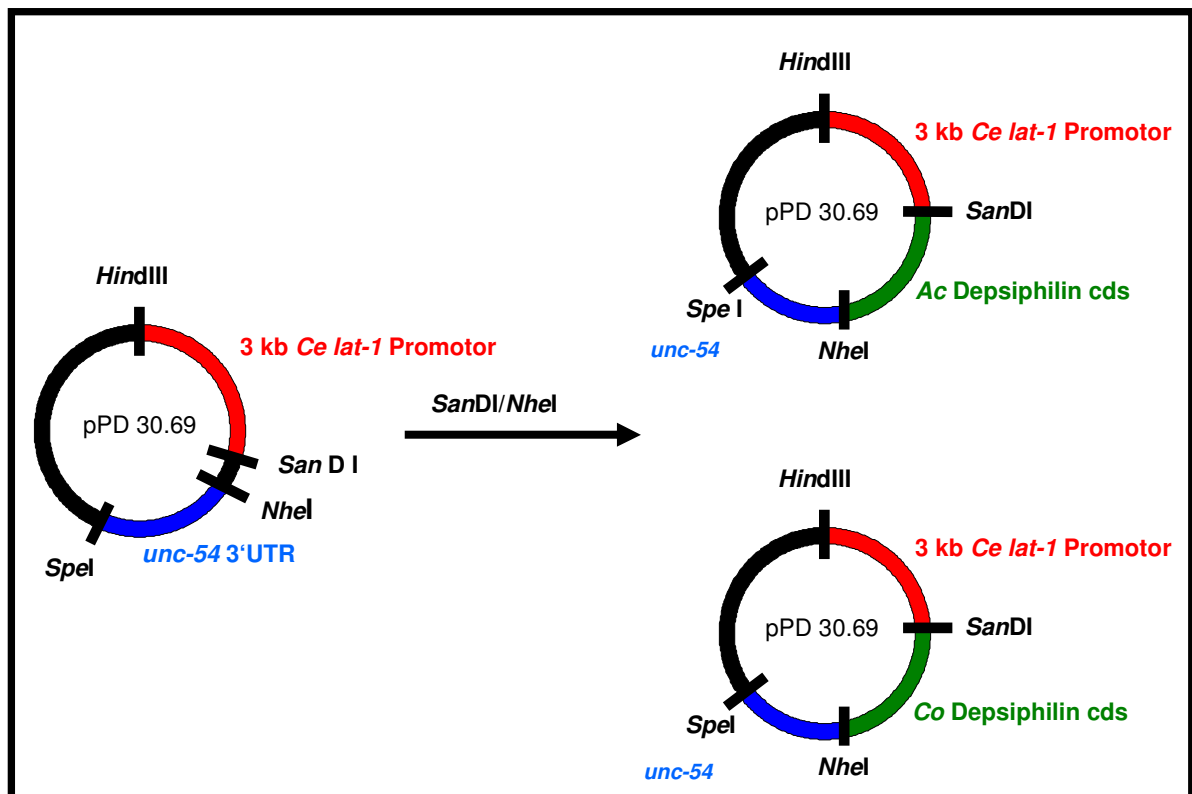 HindIII
3 kb Ce lat-1 Promotor
pPD 30.69
San D I
NheI
unc-54 3‘UTR
SpeI
SanDI/NheI
HindIII
3 kb Ce lat-1 Promotor
pPD 30.69
SanDI
Ac Depsiphilin cds
Spe I
NheI
unc-54
HindIII
3 kb Ce lat-1 Promotor
pPD 30.69
SanDI
Co Depsiphilin cds
SpeI
NheI
unc-54